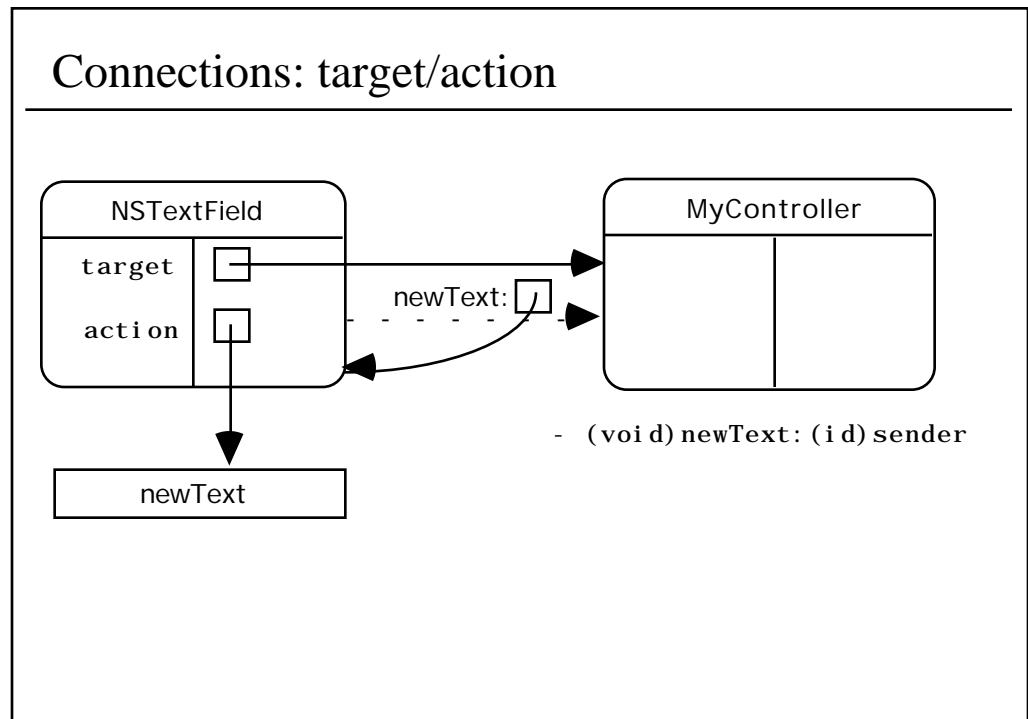 Connections: target/action
NSTextField
MyController
target
newText:
action
- (void)newText:(id)sender
newText